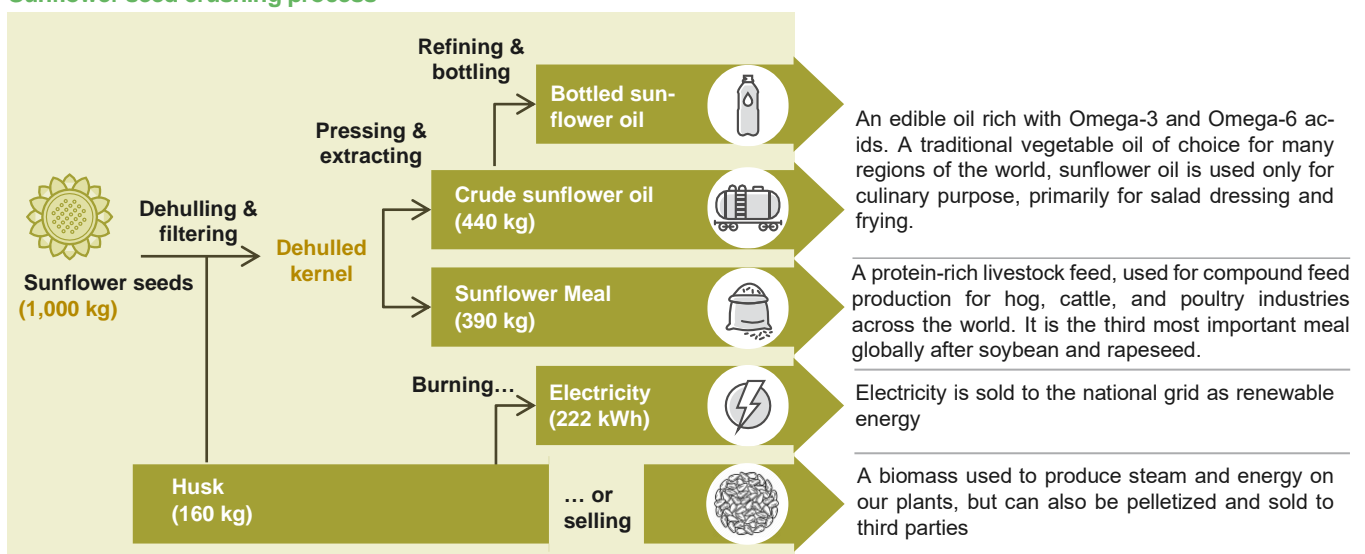 Sunflower seed crushing process
Refining &
bottling
Bottled sun-
flower oil
Pressing &
extracting
Crude sunflower oil
(440 kg)
Dehulling &
filtering
Dehulled
kernel
Sunflower seeds
(1,000 kg)
Sunflower Meal
(390 kg)
Burning…
Electricity
(222 kWh)
Husk
(160 kg)
… or
selling
An edible oil rich with Omega-3 and Omega-6 ac-
ids. A traditional vegetable oil of choice for many
regions of the world, sunflower oil is used only for
culinary purpose, primarily for salad dressing and
frying.
A protein-rich livestock feed, used for compound feed
production for hog, cattle, and poultry industries
across the world. It is the third most important meal
globally after soybean and rapeseed.
Electricity is sold to the national grid as renewable
energy
A biomass used to produce steam and energy on
our plants, but can also be pelletized and sold to
third parties